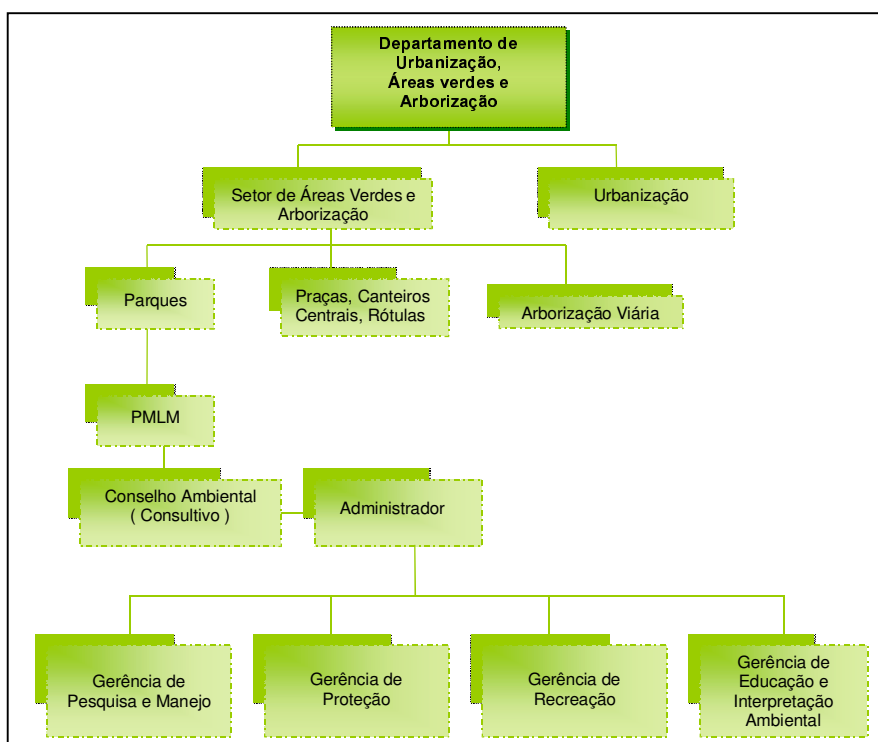 Departamento de
Urbanização,
Áreas verdes e
Arborização
Setor de Áreas Verdes e
Arborização
Urbanização
Parques
Praças, Canteiros
Centrais, Rótulas
Arborização Viária
PMLM
Conselho Ambiental
( Consultivo )
Administrador
Gerência de
Pesquisa e Manejo
Gerência de
Proteção
Gerência de
Recreação
Gerência de
Educação e
Interpretação
Ambiental